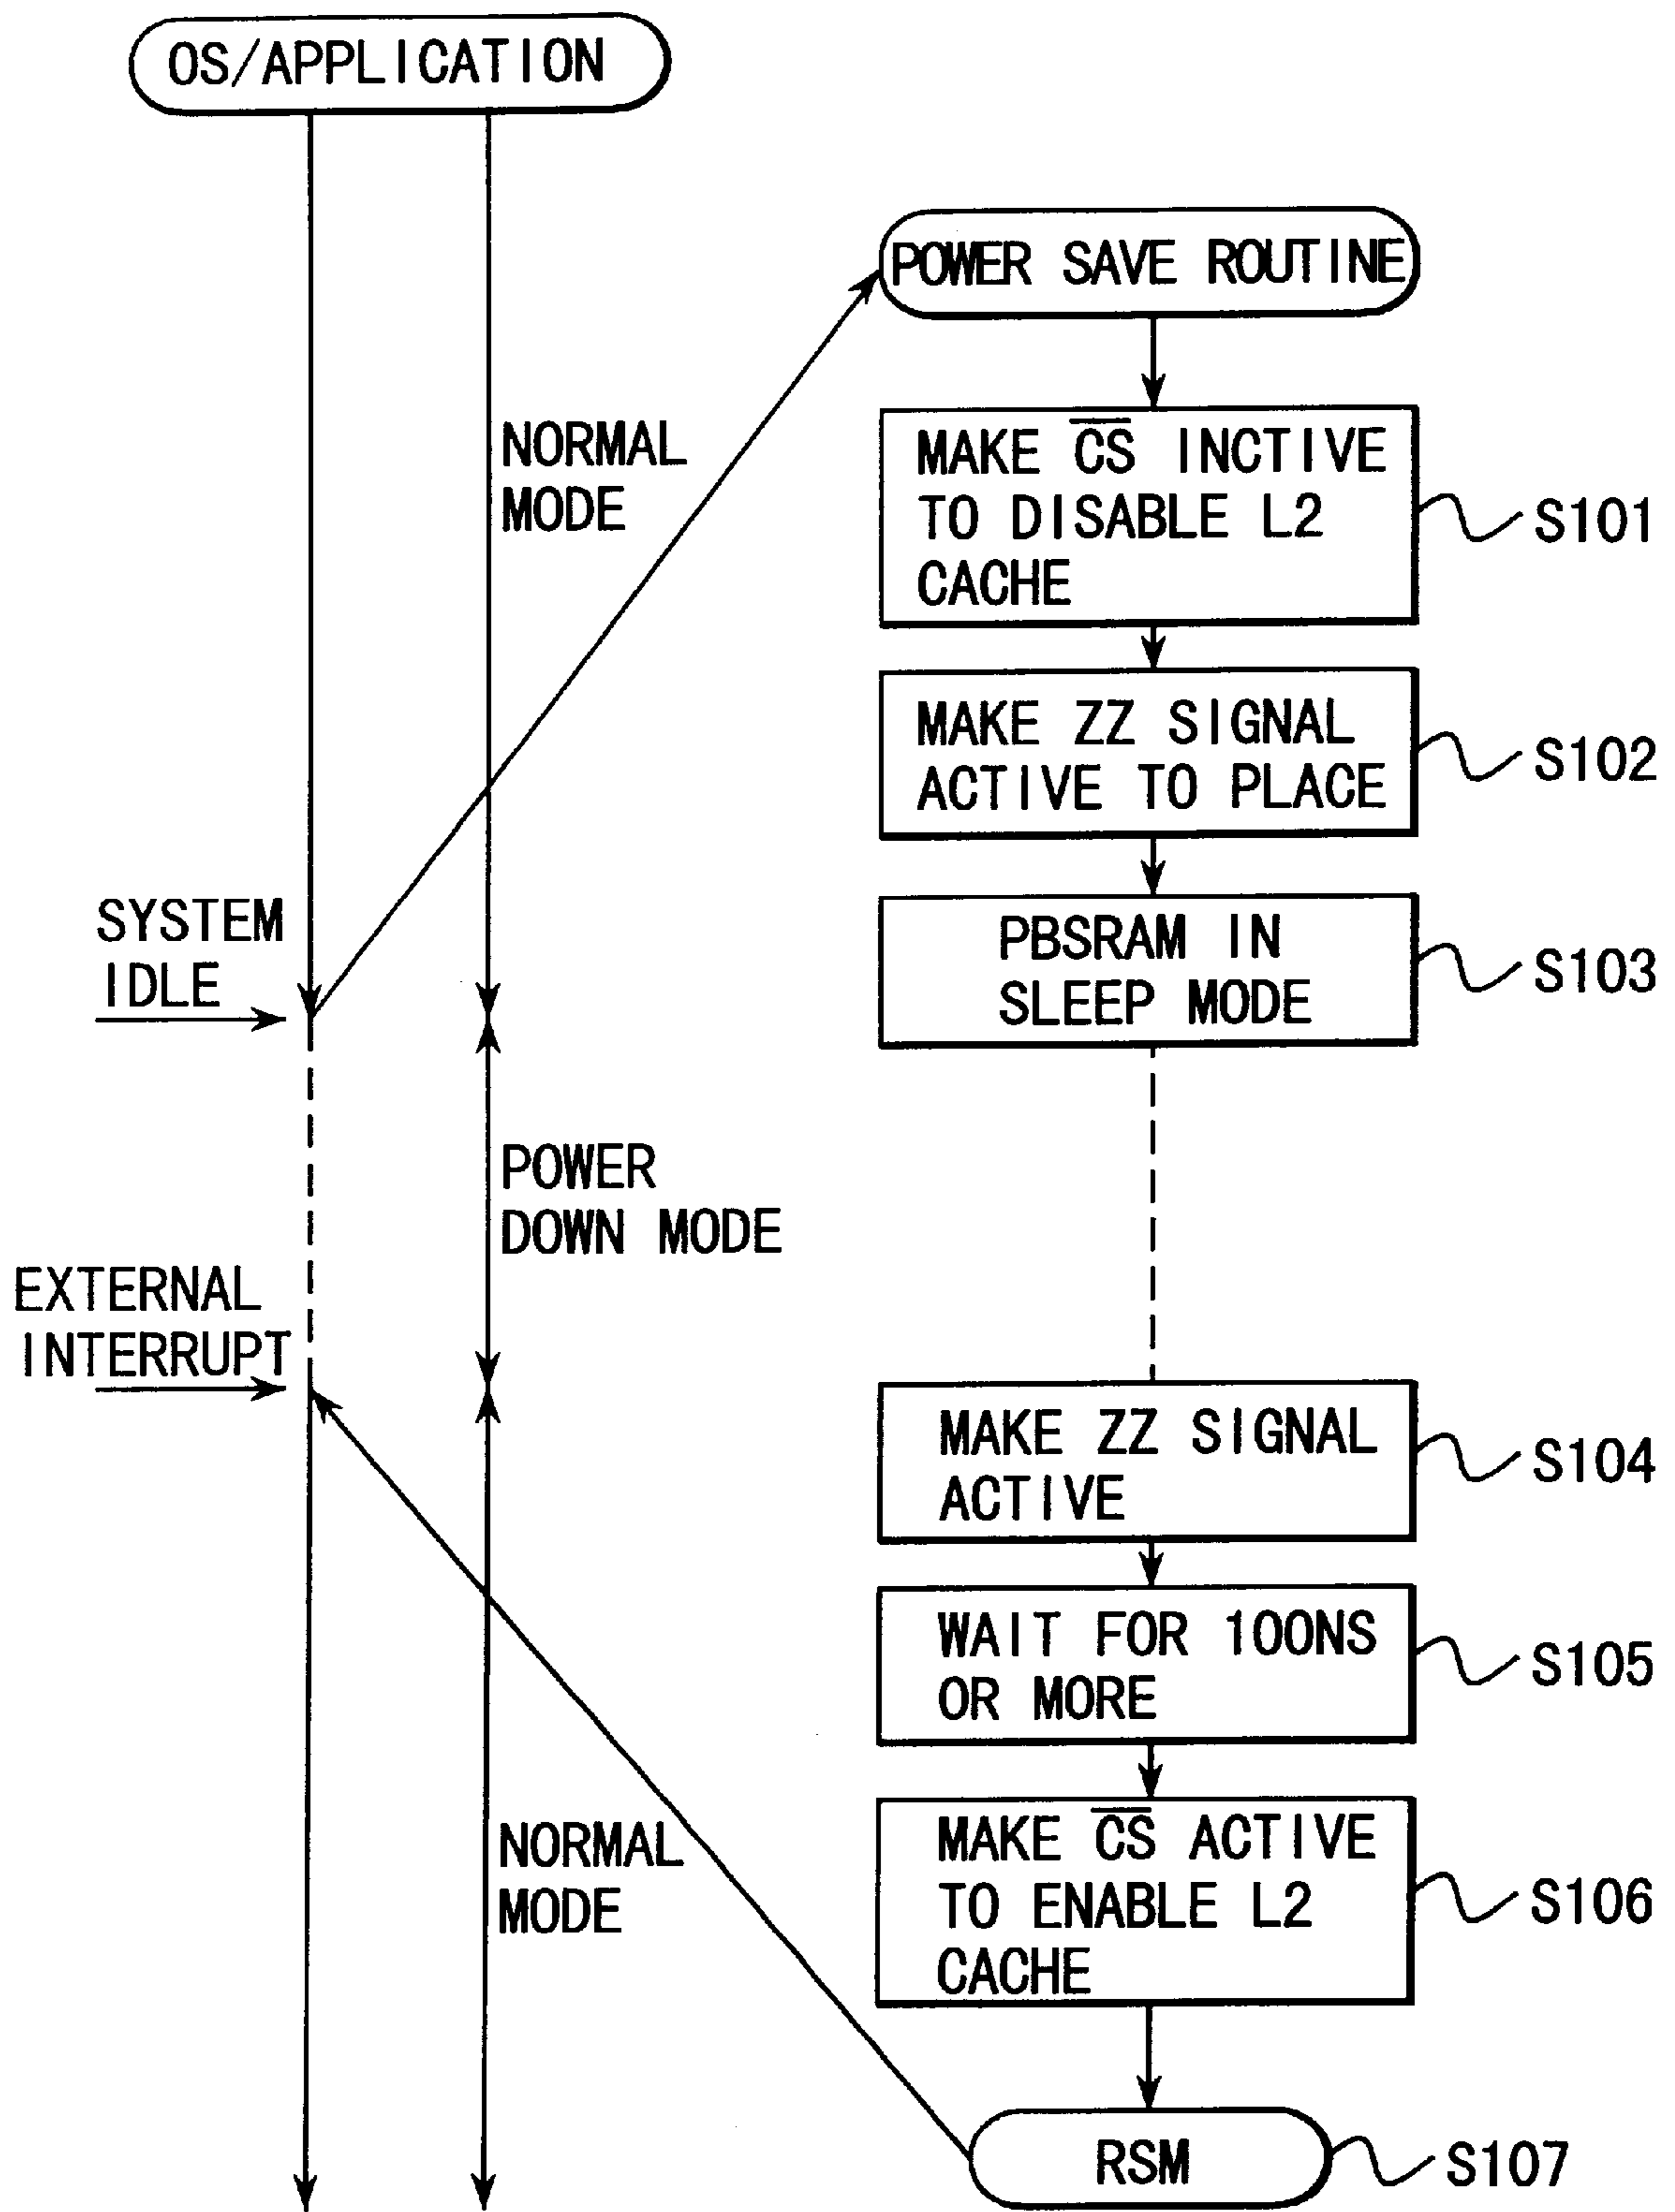 OS/APPLICATION
POWER SAVE ROUTINE
NORMAL
MODE
MAKE C̅S̅ INCTIVE
TO DISABLE L2
CACHE
S101
MAKE ZZ SIGNAL
ACTIVE TO PLACE
S102
SYSTEM
IDLE
PBSRAM IN
SLEEP MODE
S103
POWER
DOWN MODE
EXTERNAL
INTERRUPT
MAKE ZZ SIGNAL
ACTIVE
S104
WAIT FOR 100NS
OR MORE
S105
NORMAL
MODE
MAKE C̅S̅ ACTIVE
TO ENABLE L2
CACHE
S106
RSM
S107